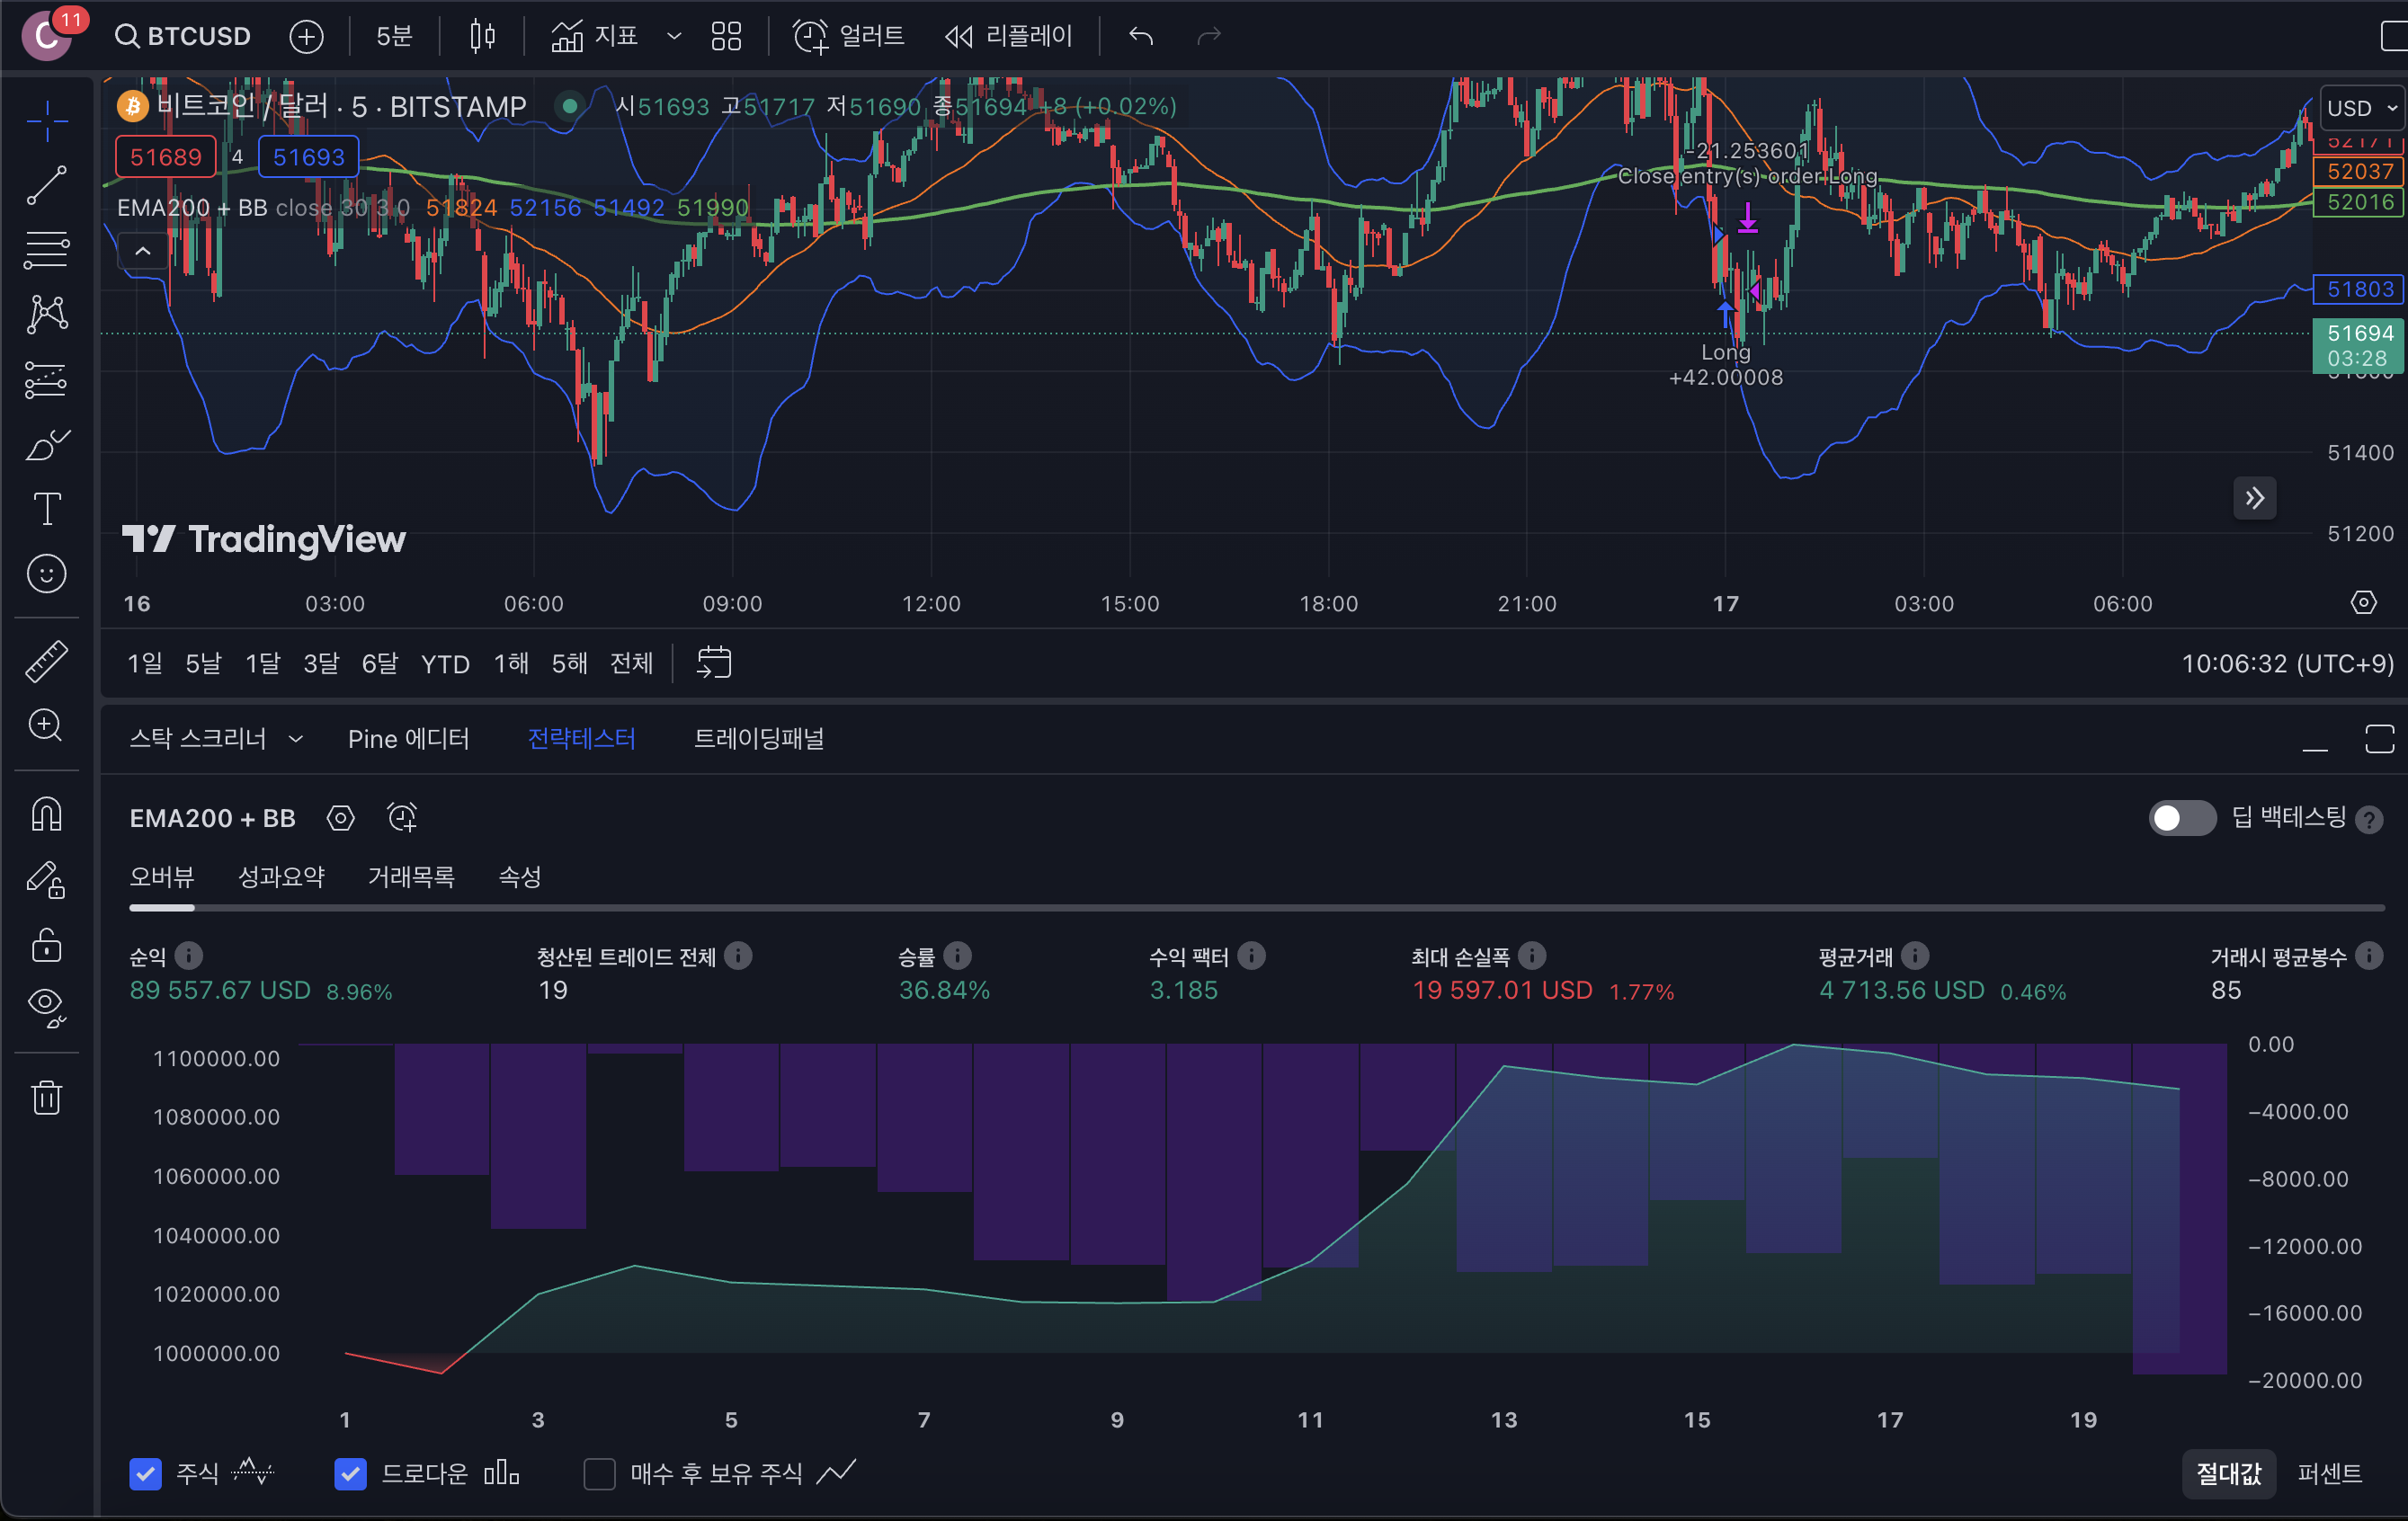 C 11 BTCUSD 5분 지표 얼러트 리플레이
비트코인 / 달러 · 5 · BITSTAMP 시51693 고51717 저51690 종51694 +8 (+0.02%)
USD
51689 4 51693
EMA200 + BB close 30 3.0 51824 52156 51492 51990
-21.253601
Close entry(s) order Long
Long
+42.00008
52171
52037
52016
51803
51694
03:28
51400
51200
TradingView
16 03:00 06:00 09:00 12:00 15:00 18:00 21:00 17 03:00 06:00
1일 5날 1달 3달 6달 YTD 1해 5해 전체 10:06:32 (UTC+9)
스탁 스크리너 Pine 에디터 전략테스터 트레이딩패널
EMA200 + BB 딥 백테스팅 ?
오버뷰 성과요약 거래목록 속성
순익 청산된 트레이드 전체 승률 수익 팩터 최대 손실폭 평균거래 거래시 평균봉수
89 557.67 USD 8.96% 19 36.84% 3.185 19 597.01 USD 1.77% 4 713.56 USD 0.46% 85
1100000.00
1080000.00
1060000.00
1040000.00
1020000.00
1000000.00
0.00
−4000.00
−8000.00
−12000.00
−16000.00
−20000.00
1 3 5 7 9 11 13 15 17 19
주식 드로다운 매수 후 보유 주식 절대값 퍼센트